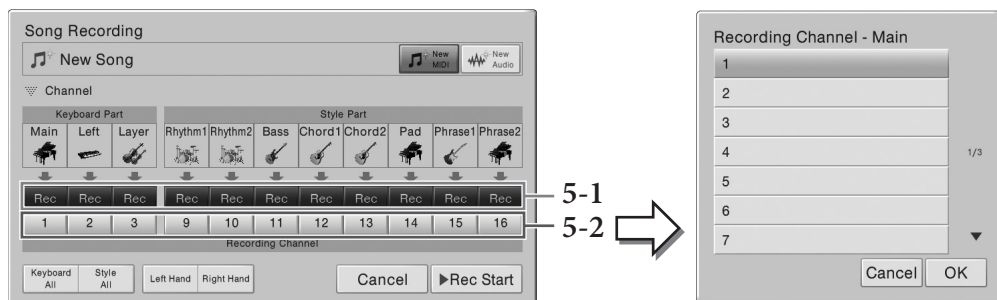 Song Recording
New Song
New MIDI
New Audio
Channel
Keyboard Part
Style Part
Main Left Layer Rhythm1 Rhythm2 Bass Chord1 Chord2 Pad Phrase1 Phrase2
Rec Rec Rec Rec Rec Rec Rec Rec Rec Rec Rec
5-1
1 2 3 9 10 11 12 13 14 15 16
5-2
Recording Channel
Keyboard All
Style All
Left Hand
Right Hand
Cancel
▶Rec Start
Recording Channel - Main
1
2
3
4
1/3
5
6
7
Cancel
OK